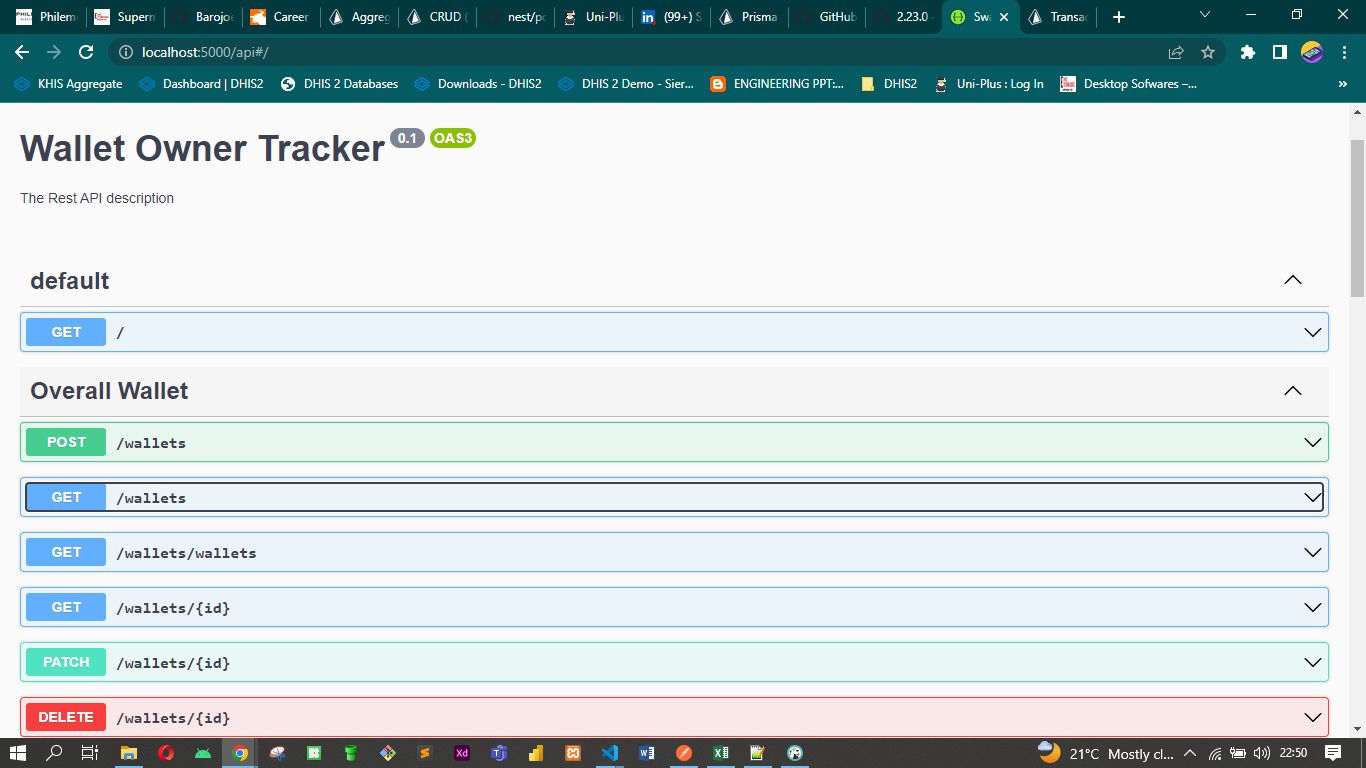 Philem
Supern
Barojo
Career
Aggreg
CRUD (
nest/p
Uni-Plu
(99+) S
Prisma
GitHub
2.23.0
Swa
Transac
localhost:5000/api#/
KHIS Aggregate
Dashboard | DHIS2
DHIS 2 Databases
Downloads - DHIS2
DHIS 2 Demo - Sier...
ENGINEERING PPT:...
DHIS2
Uni-Plus : Log In
Desktop Sofwares –...
»
Wallet Owner Tracker 0.1 OAS3
The Rest API description
default
GET /
Overall Wallet
POST /wallets
GET /wallets
GET /wallets/wallets
GET /wallets/{id}
PATCH /wallets/{id}
DELETE /wallets/{id}
21°C Mostly cl... 22:50